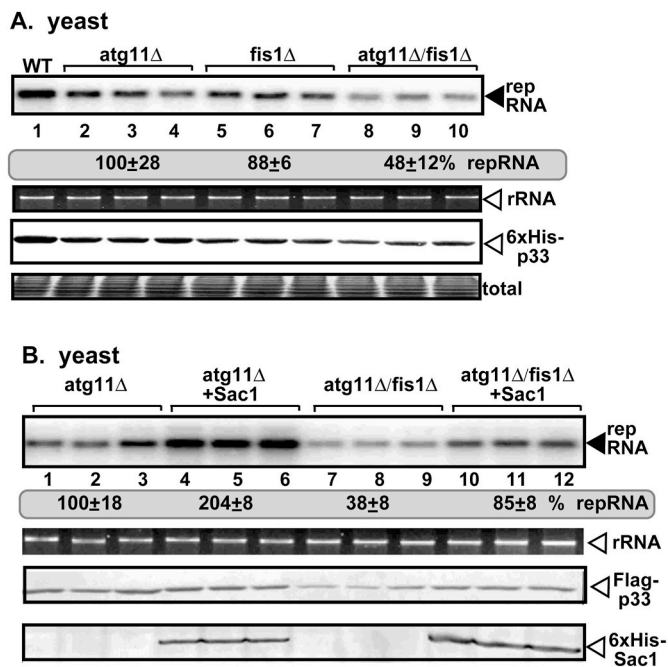 A. yeast
WT atg11Δ fis1Δ atg11Δ/fis1Δ
rep
RNA
1 2 3 4 5 6 7 8 9 10
100±28 88±6 48±12% repRNA
rRNA
6xHis-
p33
total
B. yeast
atg11Δ atg11Δ +Sac1 atg11Δ/fis1Δ atg11Δ/fis1Δ +Sac1
rep
RNA
1 2 3 4 5 6 7 8 9 10 11 12
100±18 204±8 38±8 85±8 % repRNA
rRNA
Flag-
p33
6xHis-
Sac1